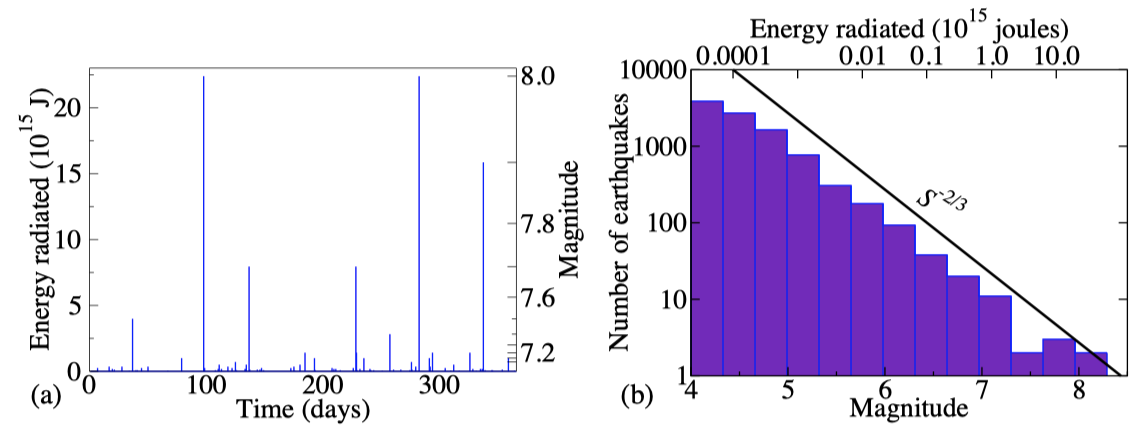 Energy radiated (10^15 J)
20
15
10
5
0
8.0
7.8
7.6
7.2
Magnitude
0 100 200 300
(a) Time (days)
Energy radiated (10^15 joules)
0.0001 0.01 0.1 1.0 10.0
Number of earthquakes
10000
1000
100
10
1
S^-2/3
4 5 6 7 8
(b) Magnitude